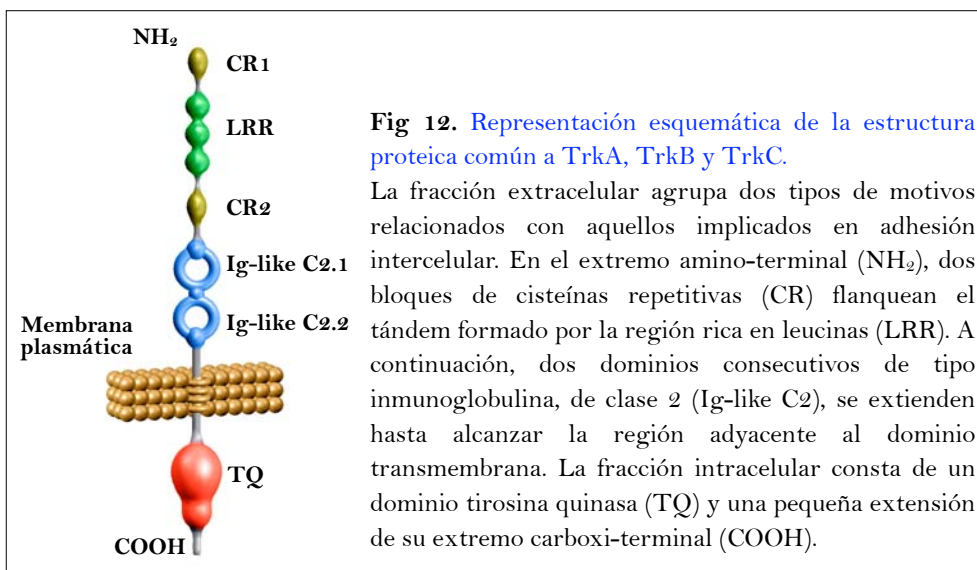 NH₂
CR1
LRR
CR2
Ig-like C2.1
Ig-like C2.2
Membrana
plasmática
TQ
COOH
Fig 12. Representación esquemática de la estructura
proteica común a TrkA, TrkB y TrkC.
La fracción extracelular agrupa dos tipos de motivos
relacionados con aquellos implicados en adhesión
intercelular. En el extremo amino-terminal (NH₂), dos
bloques de cisteínas repetitivas (CR) flanquean el
tándem formado por la región rica en leucinas (LRR). A
continuación, dos dominios consecutivos de tipo
inmunoglobulina, de clase 2 (Ig-like C2), se extienden
hasta alcanzar la región adyacente al dominio
transmembrana. La fracción intracelular consta de un
dominio tirosina quinasa (TQ) y una pequeña extensión
de su extremo carboxi-terminal (COOH).